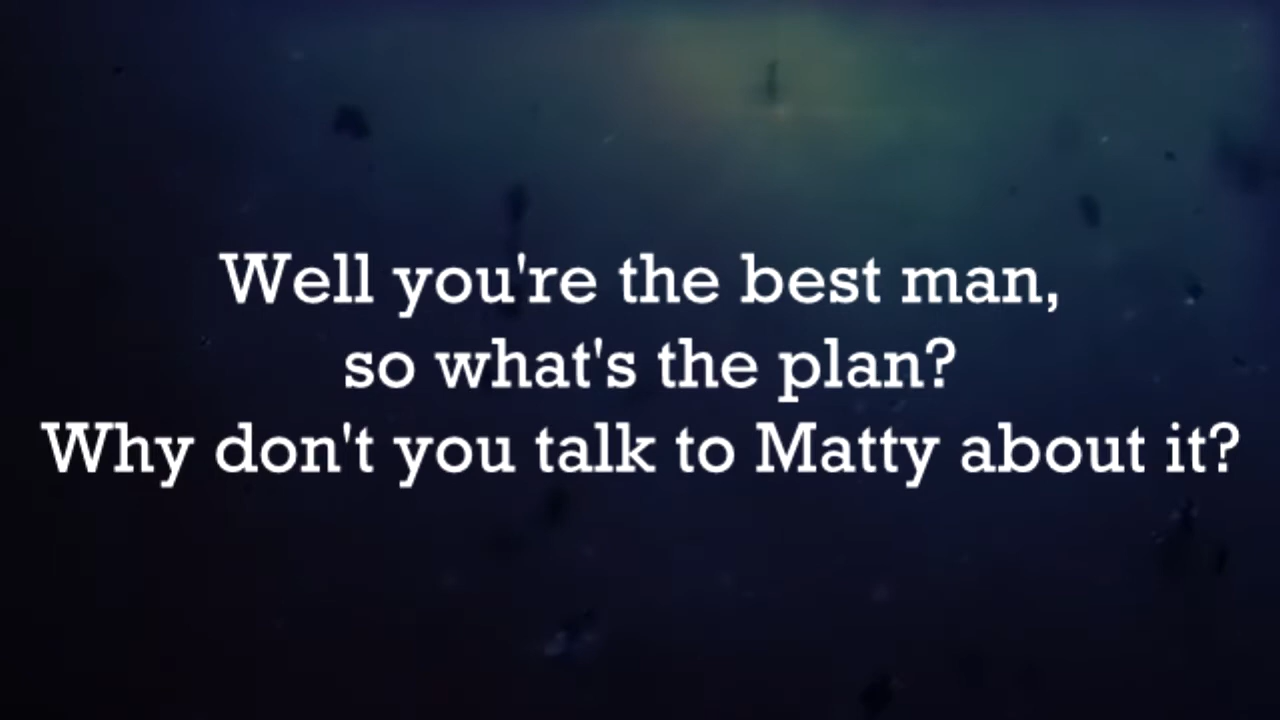 Well you're the best man,
so what's the plan?
Why don't you talk to Matty about it?